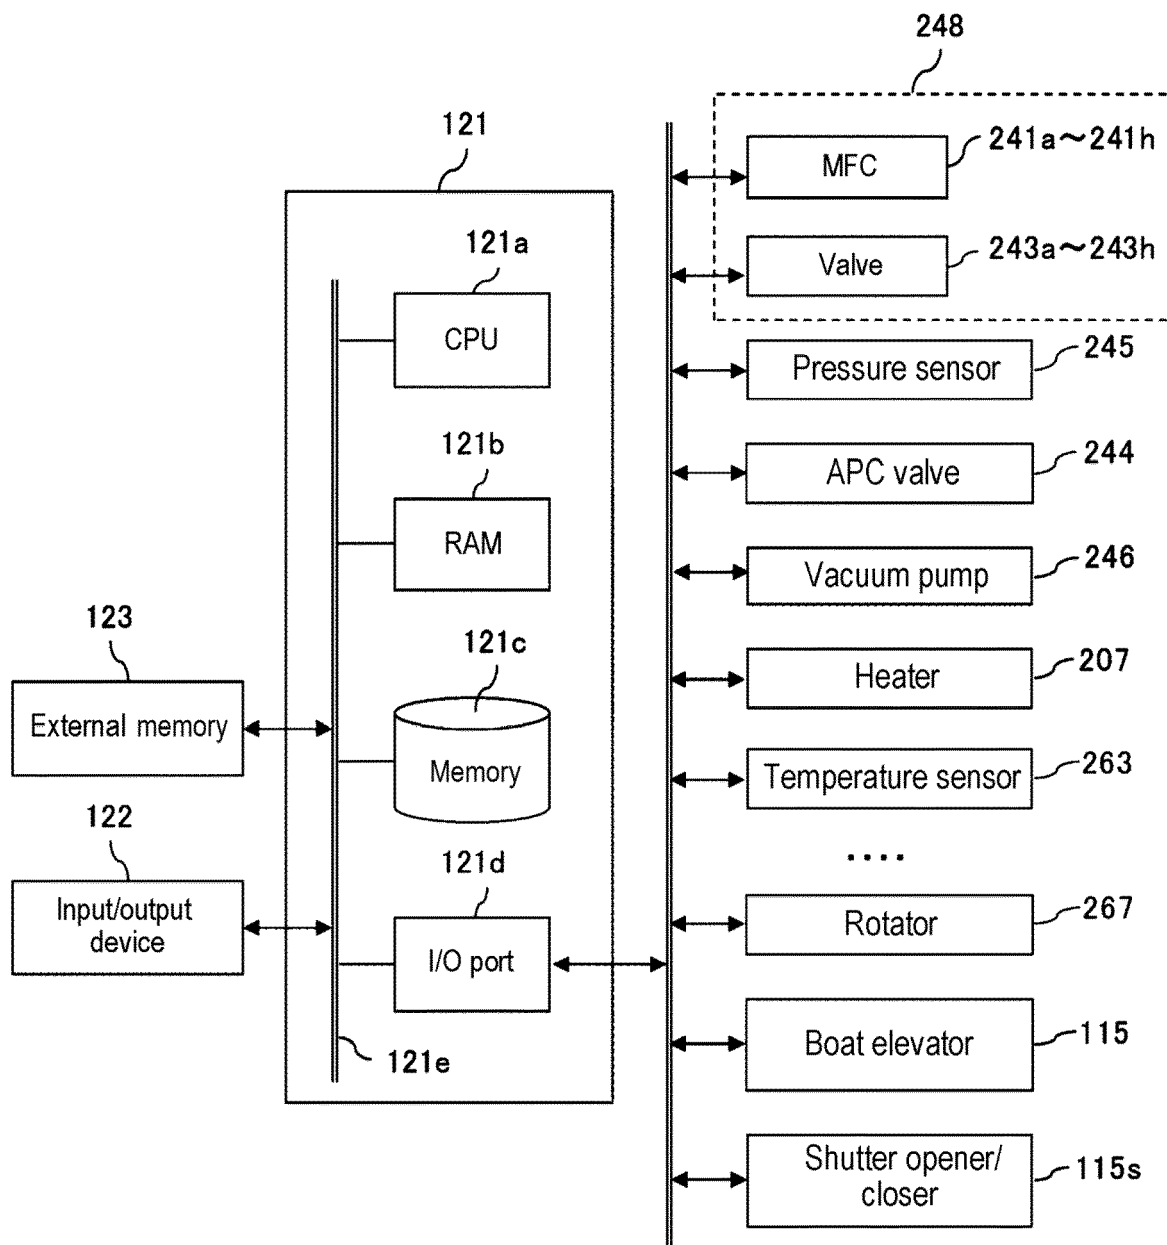 248
121
241a～241h
MFC
121a
243a～243h
Valve
CPU
245
Pressure sensor
121b
244
APC valve
RAM
246
Vacuum pump
123
121c
207
External memory
Heater
Memory
263
Temperature sensor
122
....
121d
Input/output
device
267
Rotator
I/O port
115
Boat elevator
121e
Shutter opener/
closer
115s